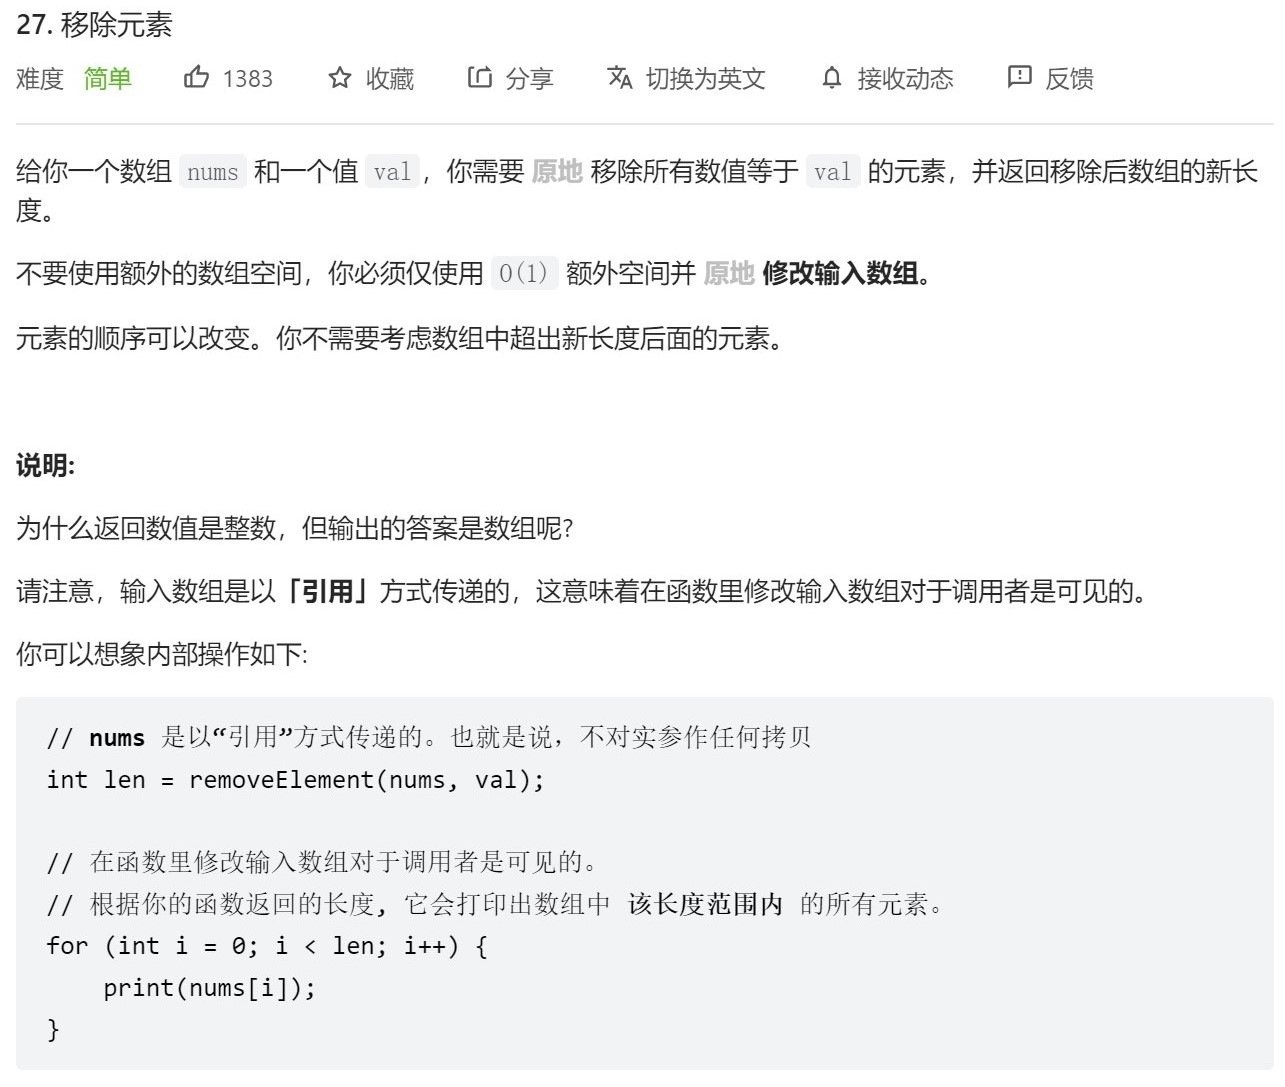 27. 移除元素
难度 简单 1383 收藏 分享 切换为英文 接收动态 反馈
给你一个数组 nums 和一个值 val，你需要 原地 移除所有数值等于 val 的元素，并返回移除后数组的新长
度。
不要使用额外的数组空间，你必须仅使用 O(1) 额外空间并 原地 修改输入数组。
元素的顺序可以改变。你不需要考虑数组中超出新长度后面的元素。
说明:
为什么返回数值是整数，但输出的答案是数组呢?
请注意，输入数组是以「引用」方式传递的，这意味着在函数里修改输入数组对于调用者是可见的。
你可以想象内部操作如下:
// nums 是以“引用”方式传递的。也就是说，不对实参作任何拷贝
int len = removeElement(nums, val);
// 在函数里修改输入数组对于调用者是可见的。
// 根据你的函数返回的长度, 它会打印出数组中 该长度范围内 的所有元素。
for (int i = 0; i < len; i++) {
    print(nums[i]);
}